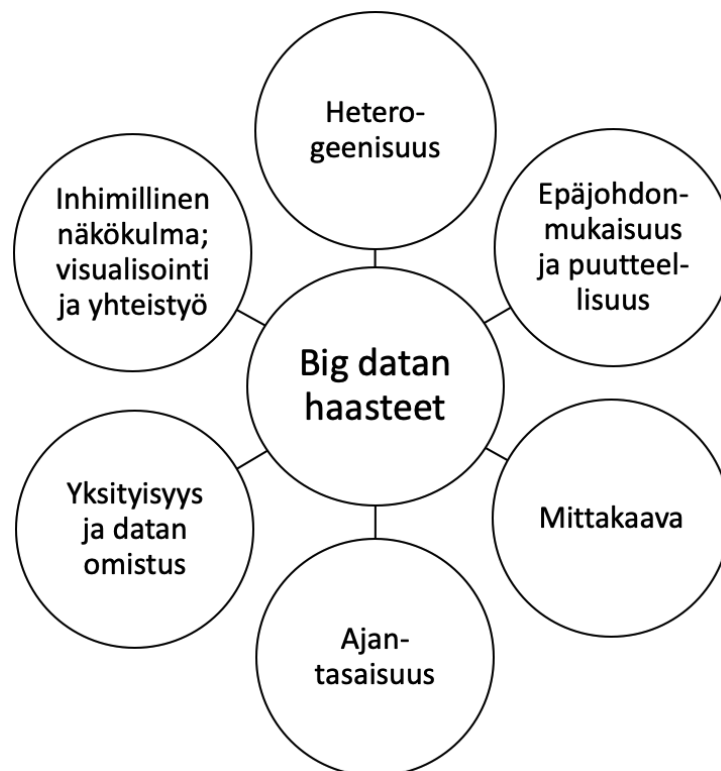 Hetero-
geenisuus
Epäjohdon-
mukaisuus
ja puutteel-
lisuus
Mittakaava
Ajan-
tasaisuus
Yksityisyys
ja datan
omistus
Inhimillinen
näkökulma;
visualisointi
ja yhteistyö
Big datan
haasteet